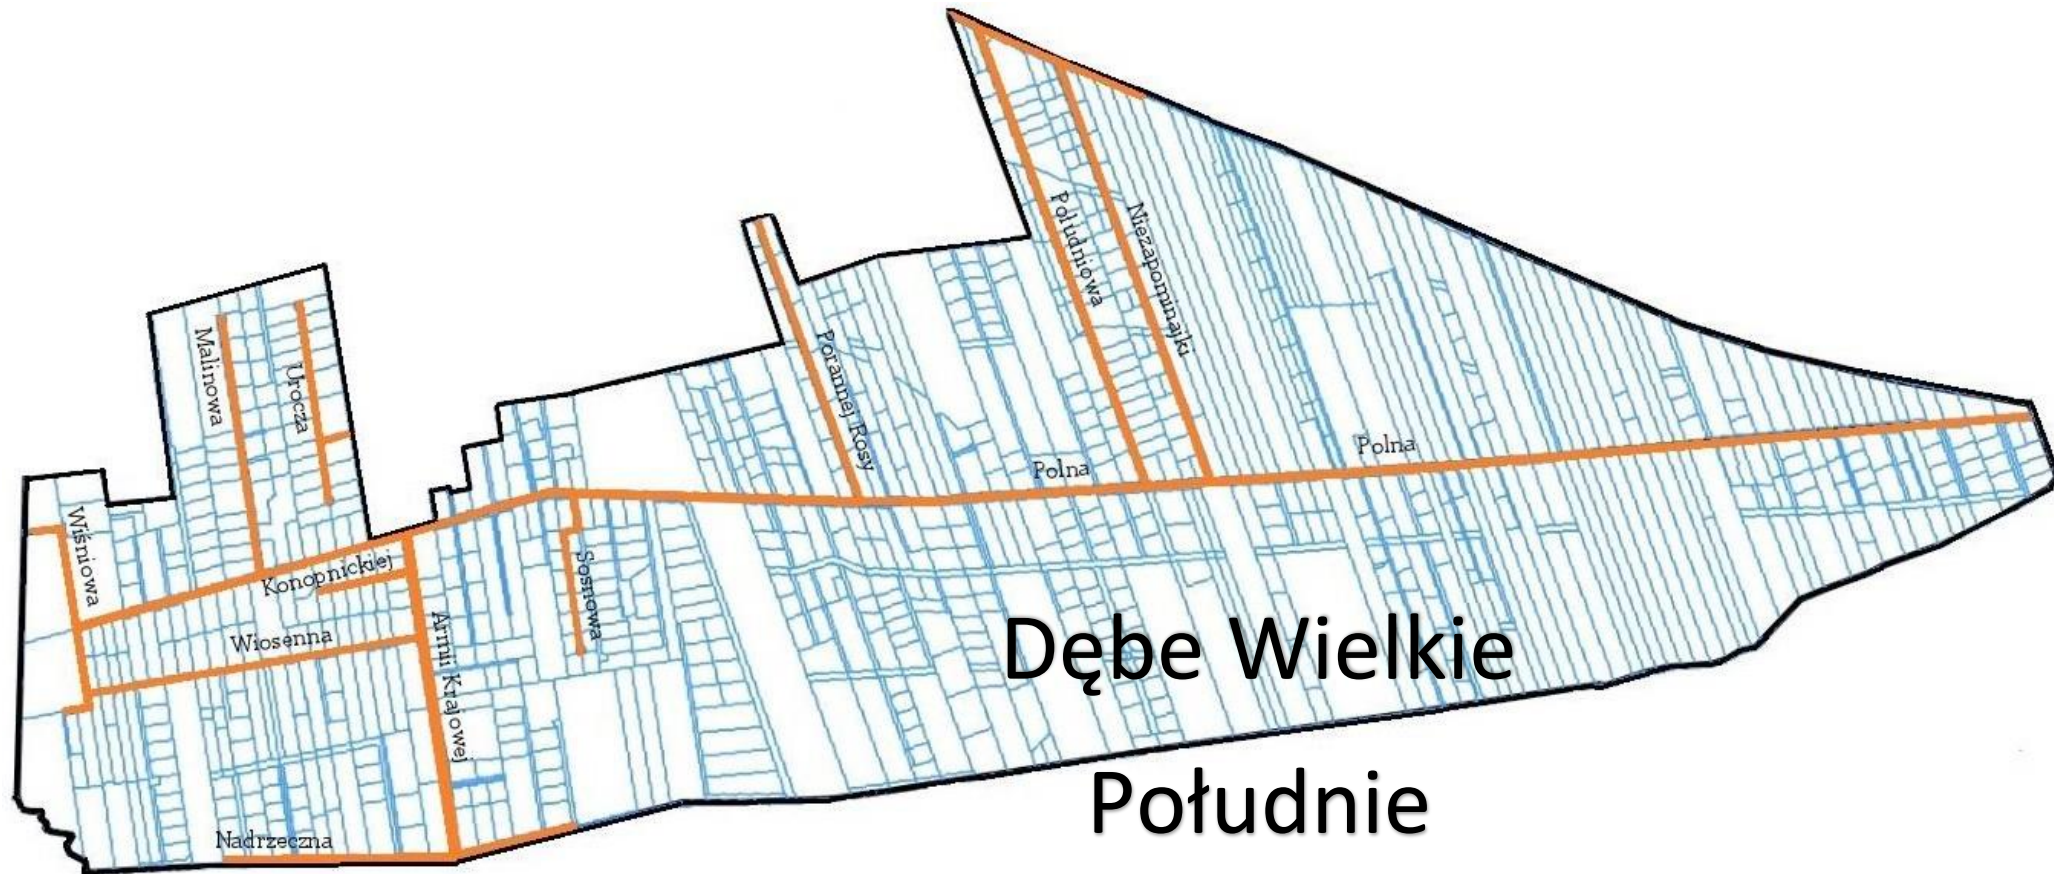 Południowa
Niezapominajki
Malinowa
Urocza
Porannej Rosy
Polna
Polna
Wiśniowa
Konopnickiej
Sosnowa
Wiosenna
Armii Krajowej
Nadrzeczna
Dębe Wielkie
Południe